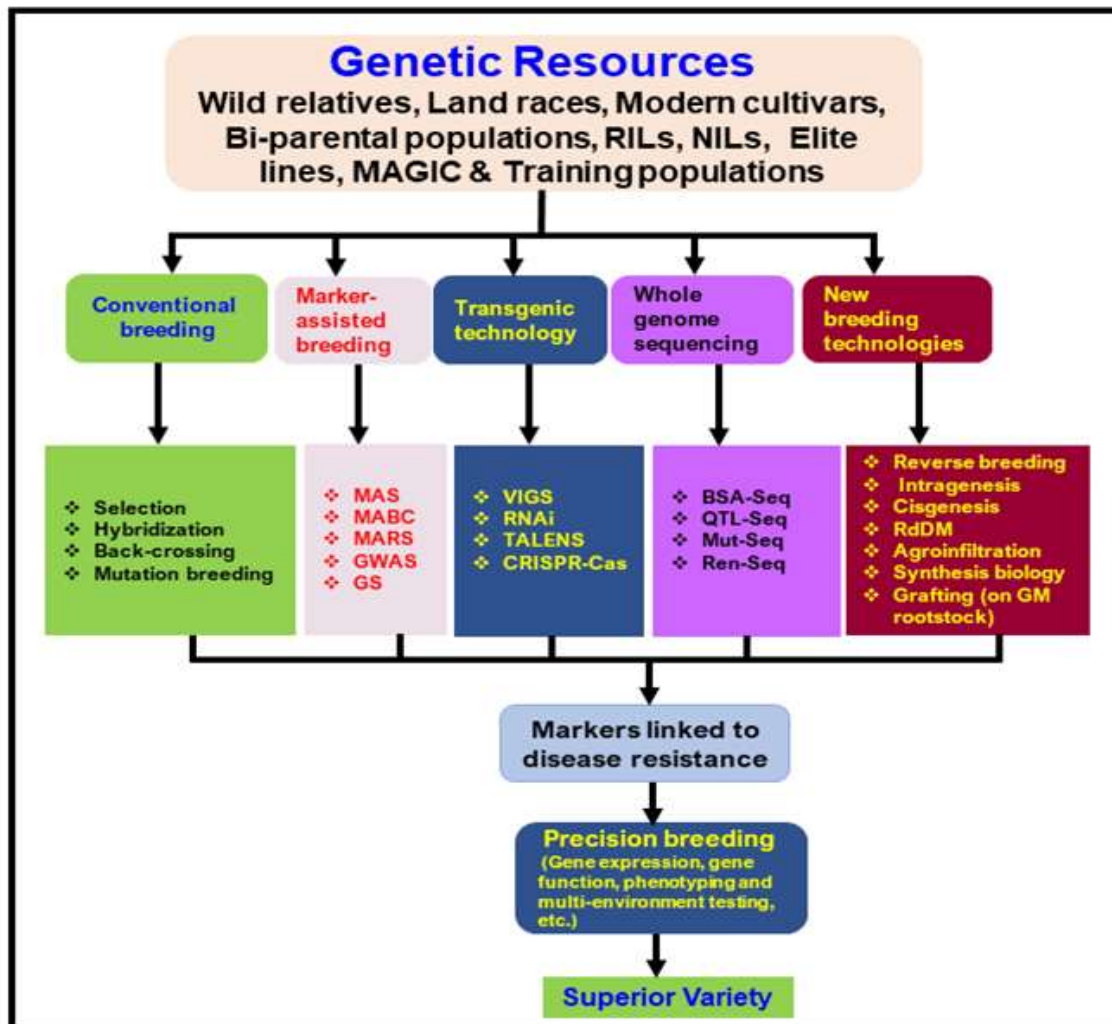 Genetic Resources
Wild relatives, Land races, Modern cultivars,
Bi-parental populations, RILs, NILs, Elite
lines, MAGIC & Training populations
Conventional
breeding
Marker-
assisted
breeding
Transgenic
technology
Whole
genome
sequencing
New
breeding
technologies
❖ Selection
❖ Hybridization
❖ Back-crossing
❖ Mutation breeding
❖ MAS
❖ MABC
❖ MARS
❖ GWAS
❖ GS
❖ VIGS
❖ RNAi
❖ TALENS
❖ CRISPR-Cas
❖ BSA-Seq
❖ QTL-Seq
❖ Mut-Seq
❖ Ren-Seq
❖ Reverse breeding
❖ Intragenesis
❖ Cisgenesis
❖ RdDM
❖ Agroinfiltration
❖ Synthesis biology
❖ Grafting (on GM
rootstock)
Markers linked to
disease resistance
Precision breeding
(Gene expression, gene
function, phenotyping and
multi-environment testing,
etc.)
Superior Variety